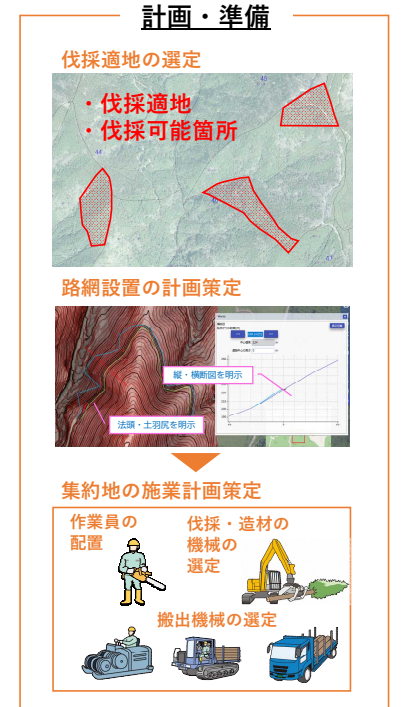 計画・準備
伐採適地の選定
・伐採適地
・伐採可能箇所
路網設置の計画策定
縦・横断図を明示
法頭・土羽尻を明示
集約地の施業計画策定
作業員の
配置
伐採・造材の
機械の
選定
搬出機械の選定